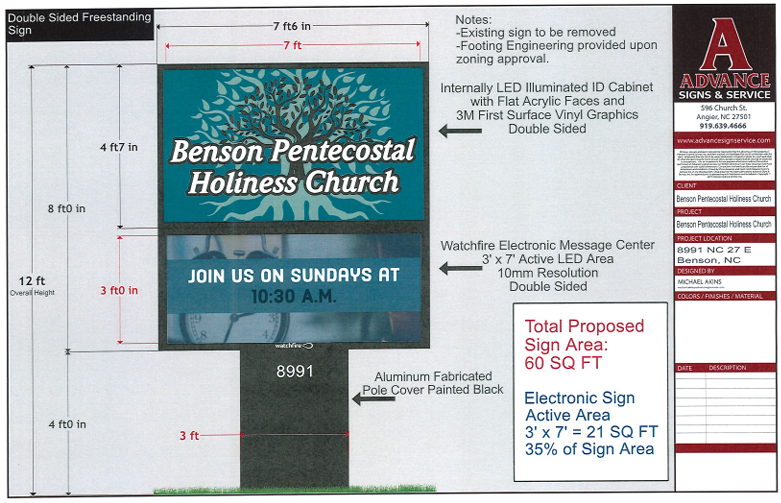 Double Sided Freestanding
Sign
7 ft6 in
7 ft
Notes:
-Existing sign to be removed
-Footing Engineering provided upon
zoning approval.
Internally LED Illuminated ID Cabinet
with Flat Acrylic Faces and
3M First Surface Vinyl Graphics
Double Sided
4 ft7 in
Benson Pentecostal
Holiness Church
8 ft0 in
12 ft
Overall Height
3 ft0 in
JOIN US ON SUNDAYS AT
10:30 A.M.
watchfire
Watchfire Electronic Message Center
3' x 7' Active LED Area
10mm Resolution
Double Sided
8991
Aluminum Fabricated
Pole Cover Painted Black
4 ft0 in
3 ft
Total Proposed
Sign Area:
60 SQ FT
Electronic Sign
Active Area
3' x 7' = 21 SQ FT
35% of Sign Area
A
ADVANCE
SIGNS & SERVICE
596 Church St.
Angier, NC 27501
919.639.4666
www.advancesignservice.com
CLIENT
Benson Pentecostal Holiness Church
PROJECT
Benson Pentecostal Holiness Church
PROJECT LOCATION
8991 NC 27 E
Benson, NC
DESIGNED BY
MICHAEL AKINS
COLORS / FINISHES / MATERIAL
DATE DESCRIPTION